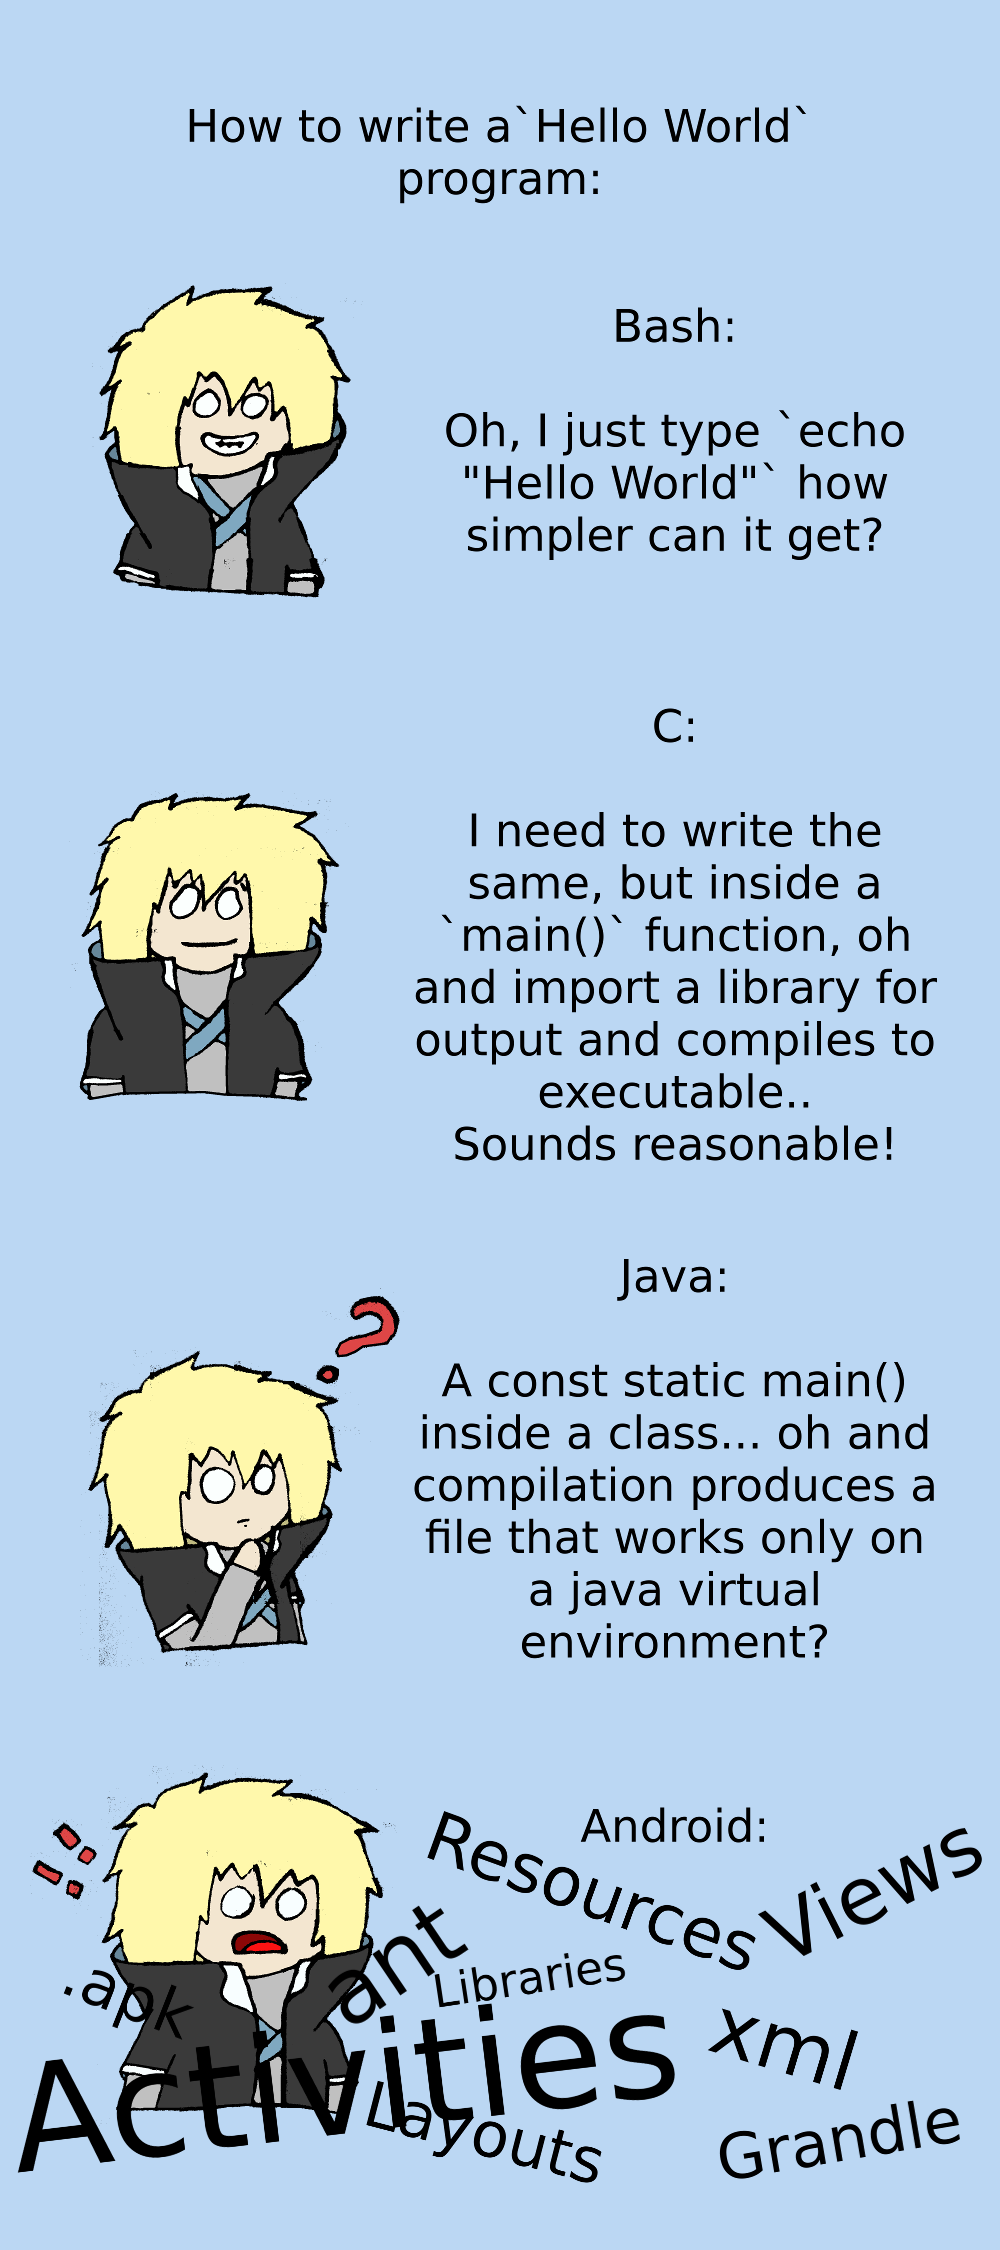 How to write a`Hello World`
program:
Bash:
Oh, I just type `echo
"Hello World"` how
simpler can it get?
C:
I need to write the
same, but inside a
`main()` function, oh
and import a library for
output and compiles to
executable..
Sounds reasonable!
Java:
?
A const static main()
inside a class... oh and
compilation produces a
file that works only on
a java virtual
environment?
Android:
!!
Resources
Views
ant
Libraries
.apk
Activities
xml
Layouts
Grandle